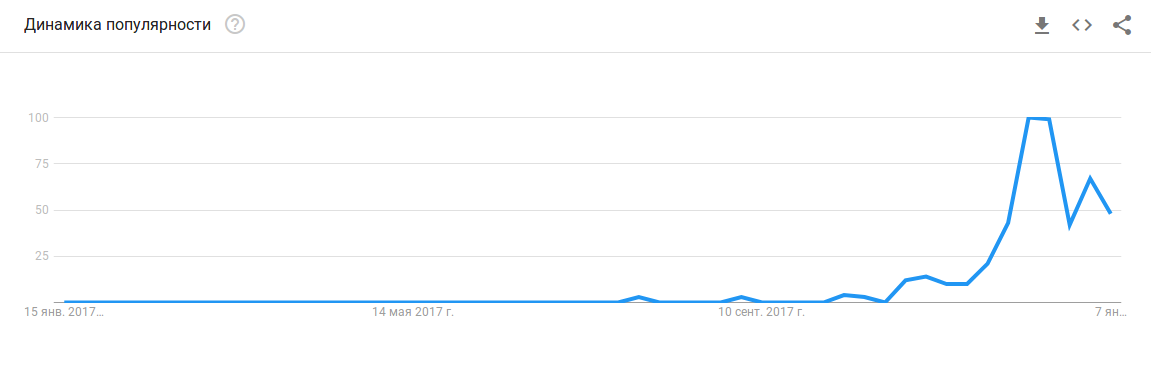 Динамика популярности
100
75
50
25
15 янв. 2017…
14 мая 2017 г.
10 сент. 2017 г.
7 ян…